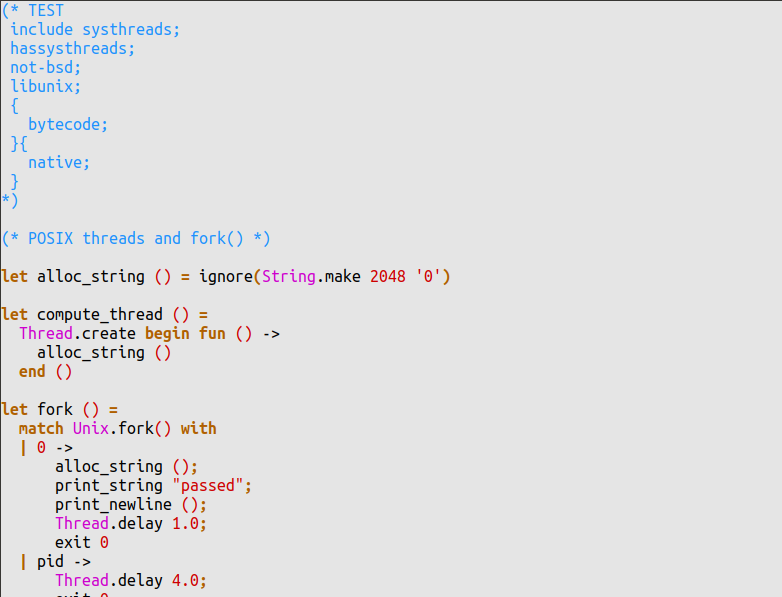 (* TEST
 include systhreads;
 hassysthreads;
 not-bsd;
 libunix;
 {
   bytecode;
 }{
   native;
 }
*)

(* POSIX threads and fork() *)

let alloc_string () = ignore(String.make 2048 '0')

let compute_thread () =
  Thread.create begin fun () ->
    alloc_string ()
  end ()

let fork () =
  match Unix.fork() with
  | 0 ->
      alloc_string ();
      print_string "passed";
      print_newline ();
      Thread.delay 1.0;
      exit 0
  | pid ->
      Thread.delay 4.0;
      exit 0